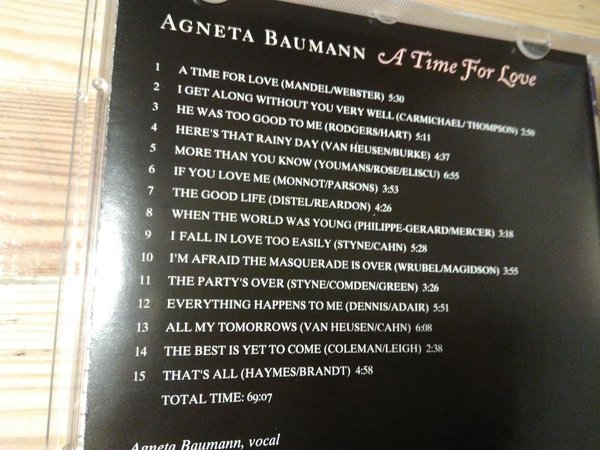 AGNETA BAUMANN A Time For Love
1 A TIME FOR LOVE (MANDEL/WEBSTER) 5:30
2 I GET ALONG WITHOUT YOU VERY WELL (CARMICHAEL/ THOMPSON) 2:50
3 HE WAS TOO GOOD TO ME (RODGERS/HART) 5:11
4 HERE'S THAT RAINY DAY (VAN HEUSEN/BURKE) 4:37
5 MORE THAN YOU KNOW (YOUMANS/ROSE/ELISCU) 6:55
6 IF YOU LOVE ME (MONNOT/PARSONS) 3:53
7 THE GOOD LIFE (DISTEL/REARDON) 4:26
8 WHEN THE WORLD WAS YOUNG (PHILIPPE-GERARD/MERCER) 3:18
9 I FALL IN LOVE TOO EASILY (STYNE/CAHN) 5:28
10 I'M AFRAID THE MASQUERADE IS OVER (WRUBEL/MAGIDSON) 3:55
11 THE PARTY'S OVER (STYNE/COMDEN/GREEN) 3:26
12 EVERYTHING HAPPENS TO ME (DENNIS/ADAIR) 5:51
13 ALL MY TOMORROWS (VAN HEUSEN/CAHN) 6:08
14 THE BEST IS YET TO COME (COLEMAN/LEIGH) 2:38
15 THAT'S ALL (HAYMES/BRANDT) 4:58
TOTAL TIME: 69:07
Agneta Baumann, vocal